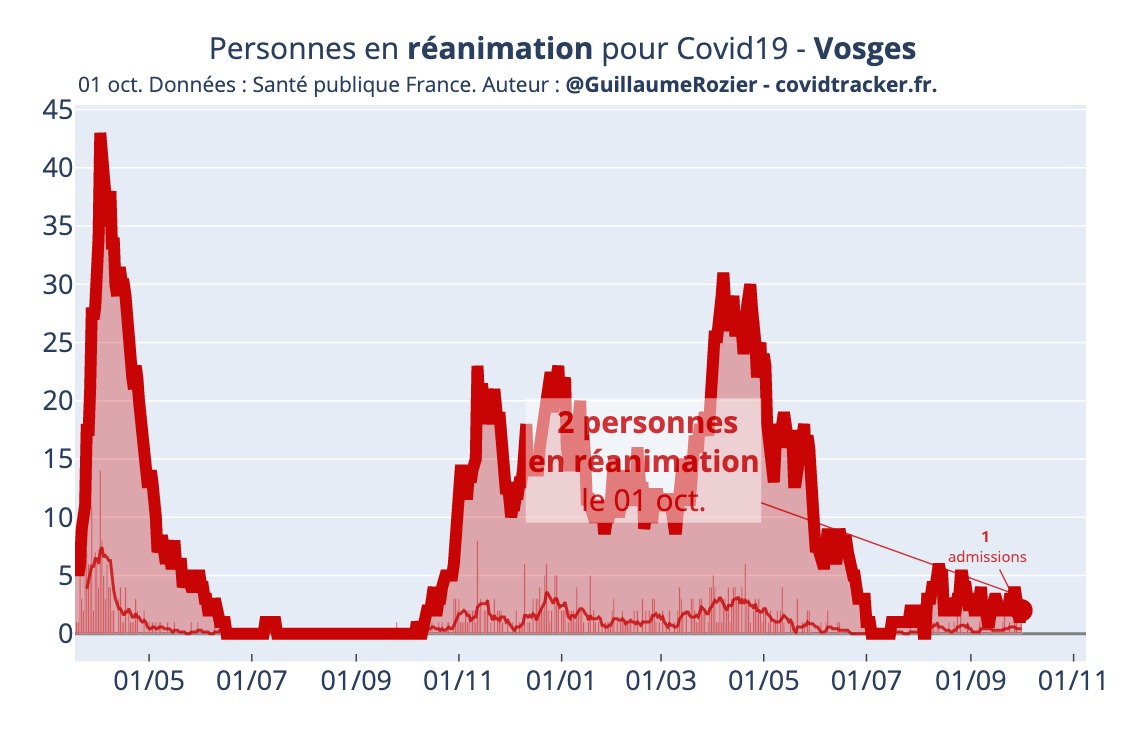 Personnes en réanimation pour Covid19 - Vosges
01 oct. Données : Santé publique France. Auteur : @GuillaumeRozier - covidtracker.fr.
45
40
35
30
25
20
15
10
5
0
2 personnes
en réanimation
le 01 oct.
1
admissions
01/05 01/07 01/09 01/11 01/01 01/03 01/05 01/07 01/09 01/11